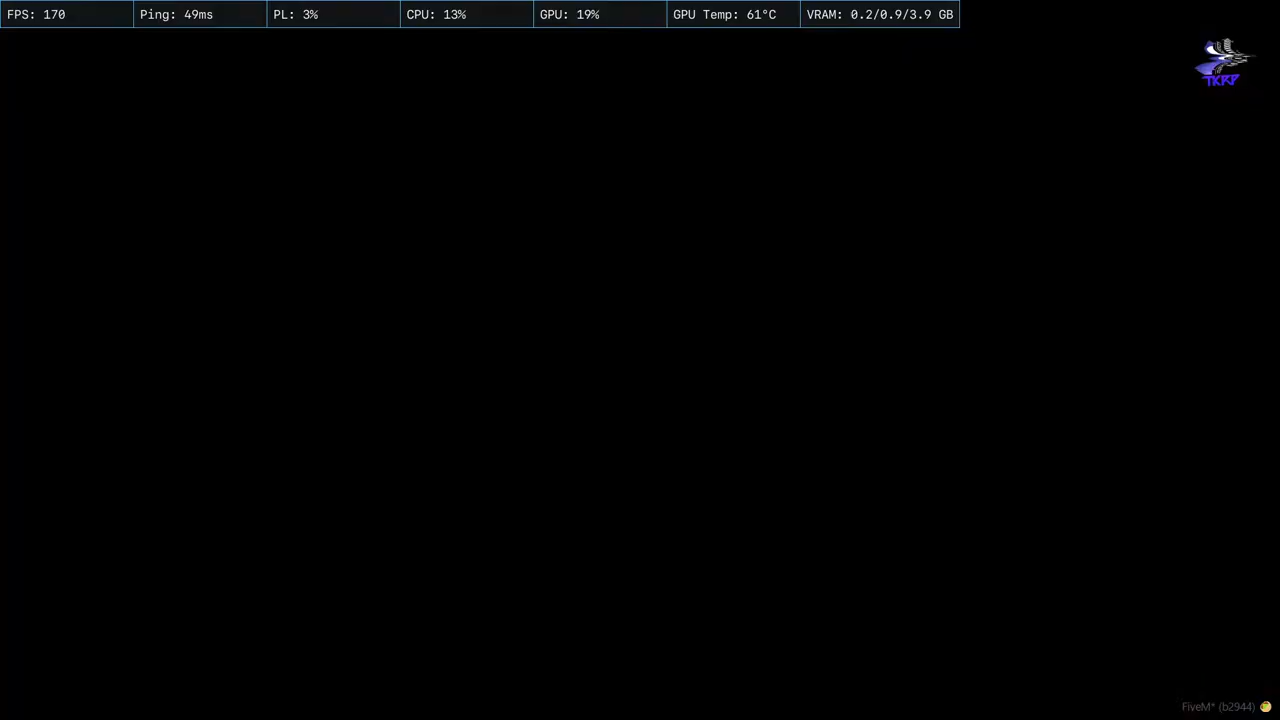 FPS: 170 Ping: 49ms PL: 3% CPU: 13% GPU: 19% GPU Temp: 61°C VRAM: 0.2/0.9/3.9 GB
TKRP
FiveM* (b2944)